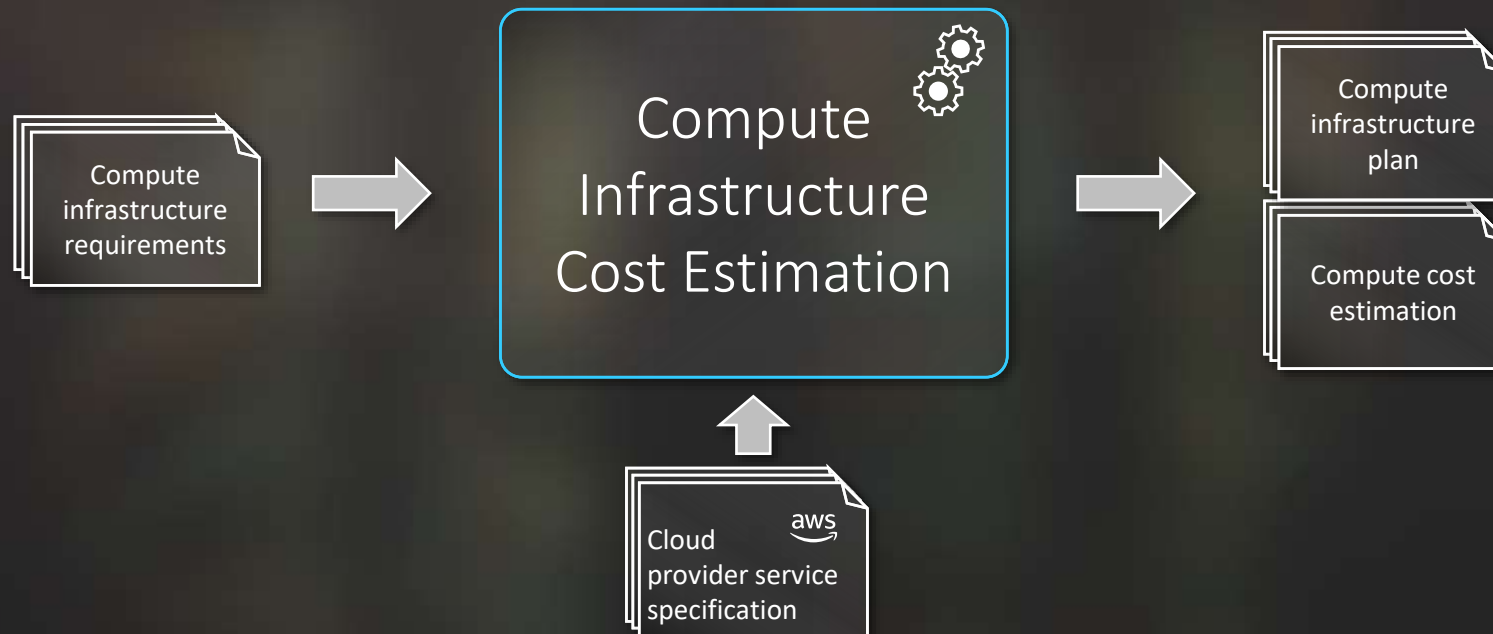 Compute
infrastructure
requirements
Compute
Infrastructure
Cost Estimation
Compute
infrastructure
plan
Compute cost
estimation
aws
Cloud
provider service
specification